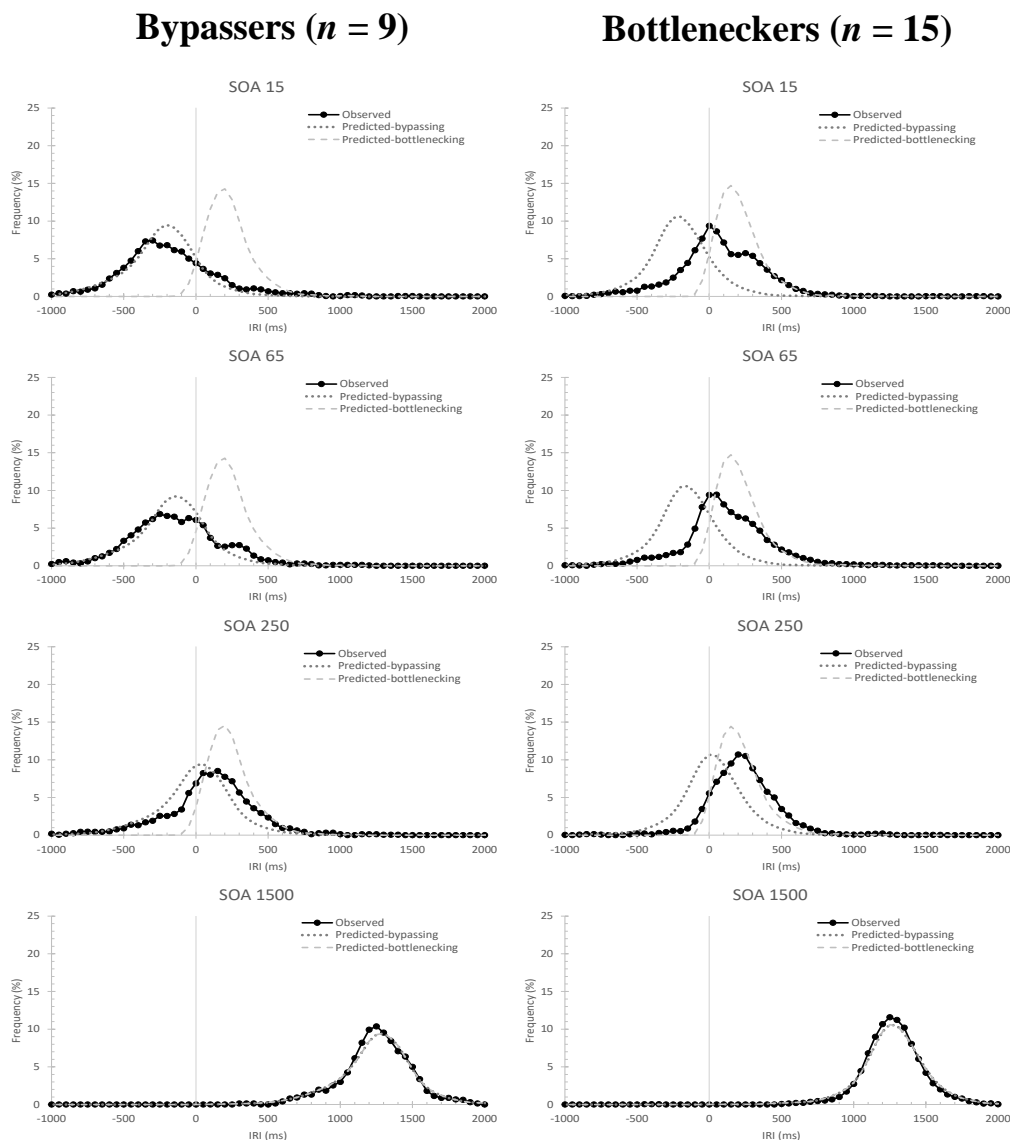 Bypassers (n = 9)
Bottleneckers (n = 15)
SOA 15
25
20
15
10
5
0
Frequency (%)
Observed
Predicted-bypassing
Predicted-bottlenecking
-1000 -500 0 500 1000 1500 2000
IRI (ms)
SOA 15
25
20
15
10
5
0
Frequency (%)
Observed
Predicted-bypassing
Predicted-bottlenecking
-1000 -500 0 500 1000 1500 2000
IRI (ms)
SOA 65
25
20
15
10
5
0
Frequency (%)
Observed
Predicted-bypassing
Predicted-bottlenecking
-1000 -500 0 500 1000 1500 2000
IRI (ms)
SOA 65
25
20
15
10
5
0
Frequency (%)
Observed
Predicted-bypassing
Predicted-bottlenecking
-1000 -500 0 500 1000 1500 2000
IRI (ms)
SOA 250
25
20
15
10
5
0
Frequency (%)
Observed
Predicted-bypassing
Predicted-bottlenecking
-1000 -500 0 500 1000 1500 2000
IRI (ms)
SOA 250
25
20
15
10
5
0
Frequency (%)
Observed
Predicted-bypassing
Predicted-bottlenecking
-1000 -500 0 500 1000 1500 2000
IRI (ms)
SOA 1500
25
20
15
10
5
0
Frequency (%)
Observed
Predicted-bypassing
Predicted-bottlenecking
-1000 -500 0 500 1000 1500 2000
IRI (ms)
SOA 1500
25
20
15
10
5
0
Frequency (%)
Observed
Predicted-bypassing
Predicted-bottlenecking
-1000 -500 0 500 1000 1500 2000
IRI (ms)